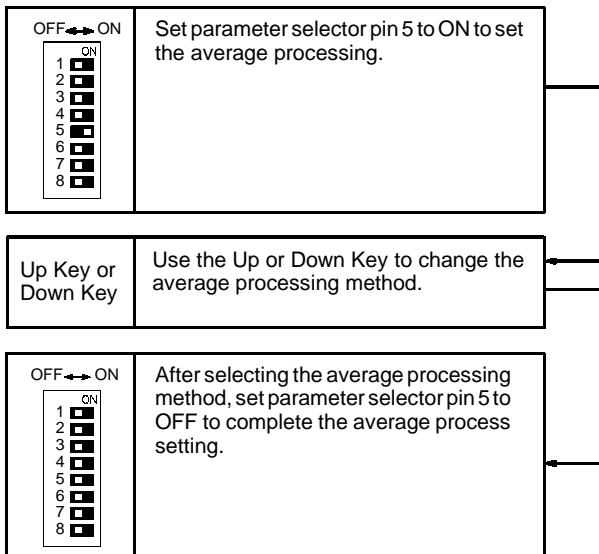 OFF ON
Set parameter selector pin 5 to ON to set
the average processing.
ON
1
2
3
4
5
6
7
8
Up Key or
Down Key
Use the Up or Down Key to change the
average processing method.
OFF ON
After selecting the average processing
method, set parameter selector pin 5 to
OFF to complete the average process
setting.
ON
1
2
3
4
5
6
7
8